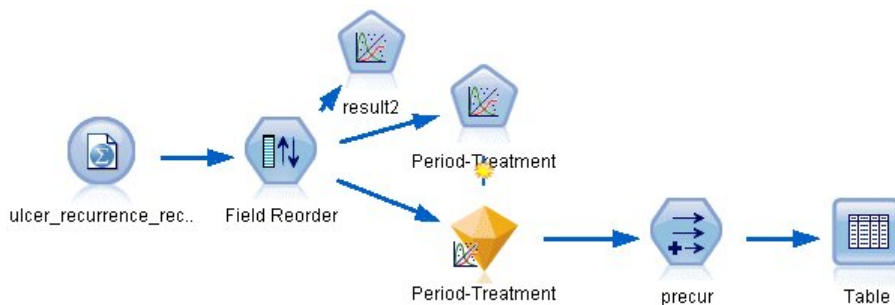 result2
Period-Treatment
ulcer_recurrence_rec..
Field Reorder
Period-Treatment
precur
Table